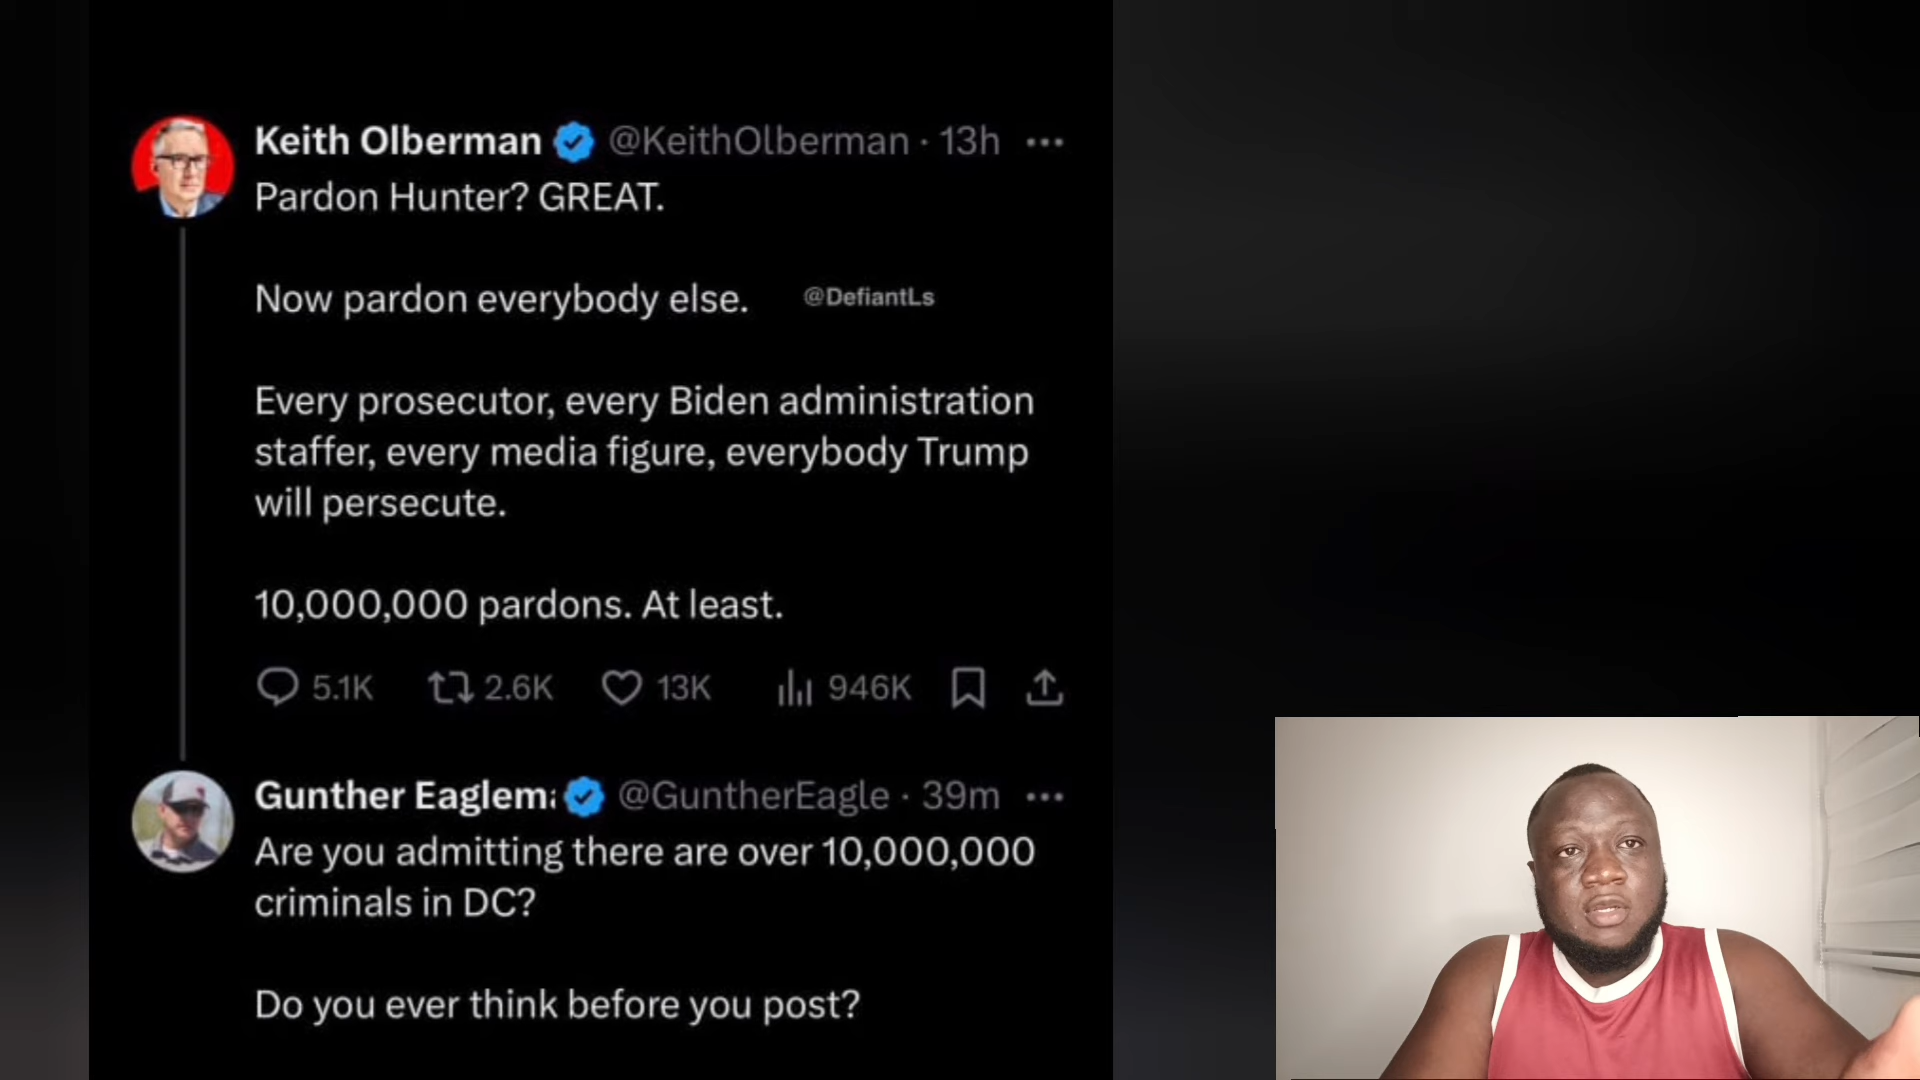 Keith Olberman @KeithOlberman · 13h
Pardon Hunter? GREAT.
Now pardon everybody else.
@DefiantLs
Every prosecutor, every Biden administration
staffer, every media figure, everybody Trump
will persecute.
10,000,000 pardons. At least.
5.1K 2.6K 13K 946K
Gunther Eaglem @GuntherEagle · 39m
Are you admitting there are over 10,000,000
criminals in DC?
Do you ever think before you post?